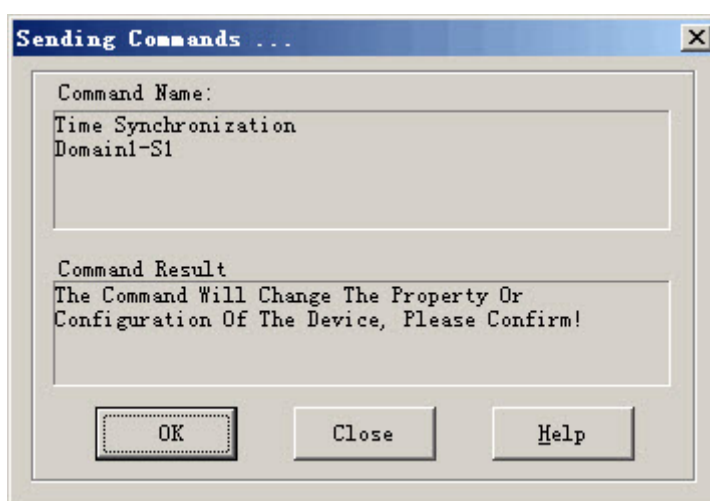 Sending Commands ...
Command Name:
Time Synchronization
Domain1-S1
Command Result
The Command Will Change The Property Or
Configuration Of The Device, Please Confirm!
OK
Close
Help